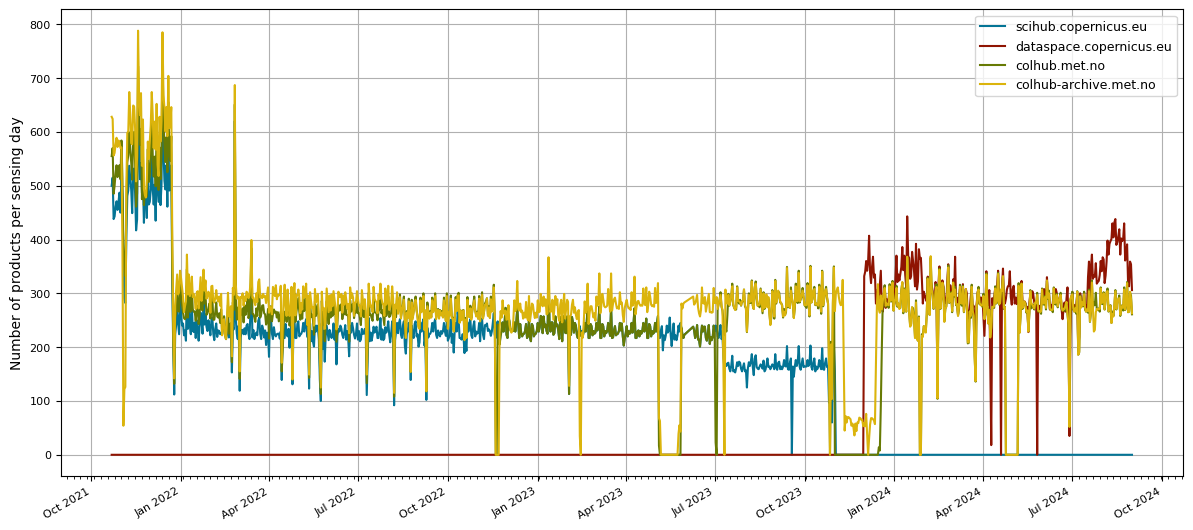 Number of products per sensing day
800
700
600
500
400
300
200
100
0
Oct 2021
Jan 2022
Apr 2022
Jul 2022
Oct 2022
Jan 2023
Apr 2023
Jul 2023
Oct 2023
Jan 2024
Apr 2024
Jul 2024
Oct 2024
scihub.copernicus.eu
dataspace.copernicus.eu
colhub.met.no
colhub-archive.met.no